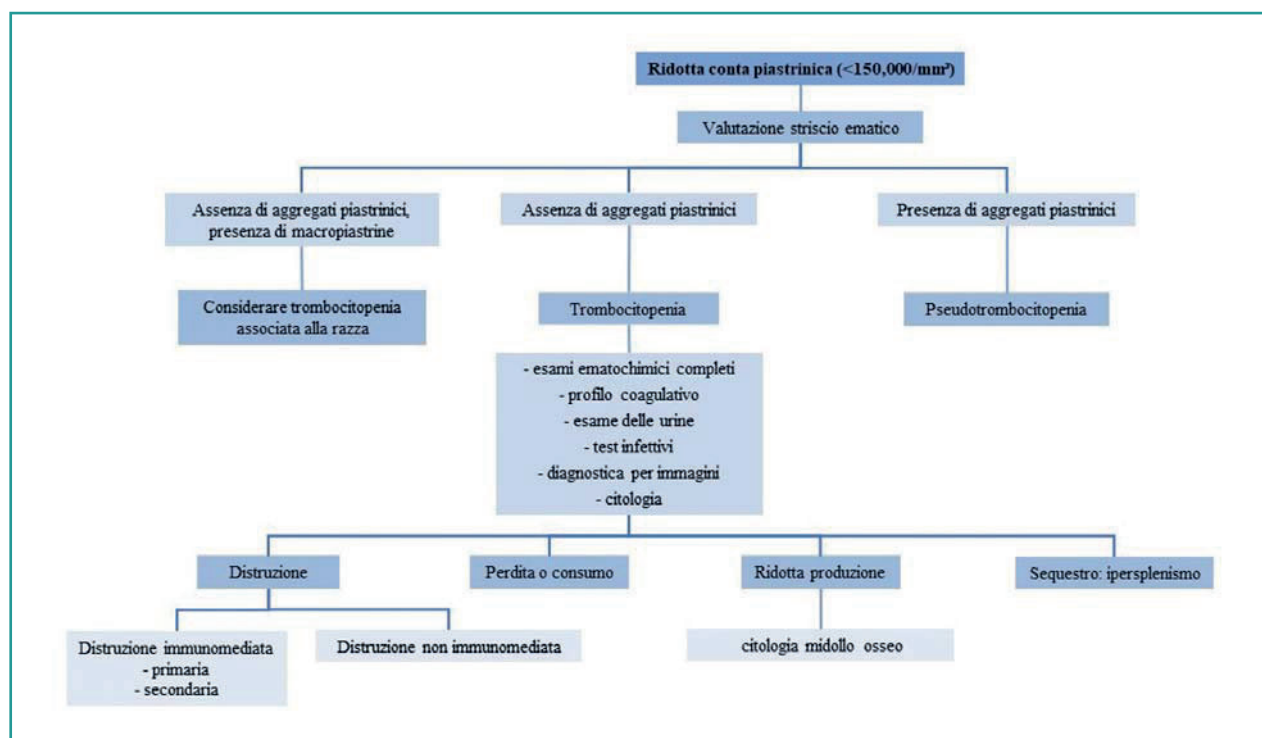 Ridotta conta piastrinica (<150,000/mm³)
Valutazione striscio ematico
Assenza di aggregati piastrinici,
presenza di macropiastrine
Assenza di aggregati piastrinici
Presenza di aggregati piastrinici
Considerare trombocitopenia
associata alla razza
Trombocitopenia
Pseudotrombocitopenia
- esami ematochimici completi
- profilo coagulativo
- esame delle urine
- test infettivi
- diagnostica per immagini
- citologia
Distruzione
Perdita o consumo
Ridotta produzione
Sequestro: ipersplenismo
Distruzione immunomediata
- primaria
- secondaria
Distruzione non immunomediata
citologia midollo osseo